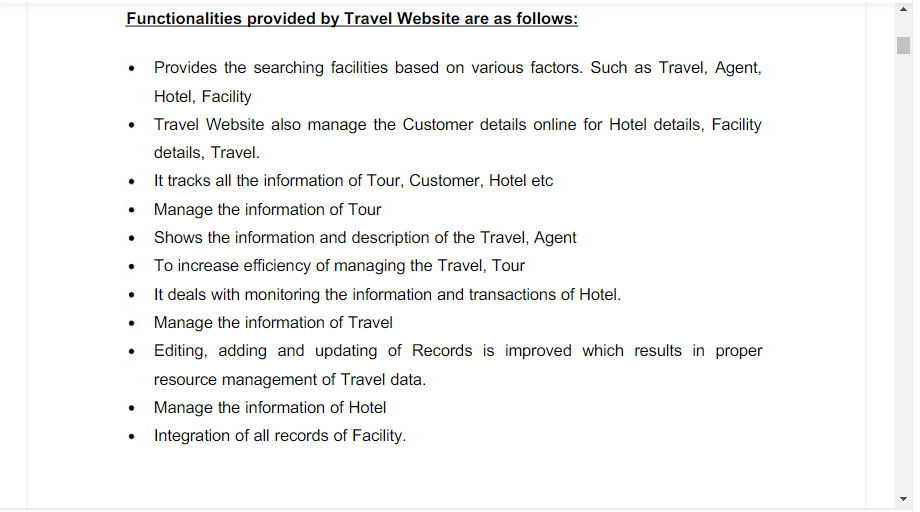 Functionalities provided by Travel Website are as follows:
• Provides the searching facilities based on various factors. Such as Travel, Agent,
Hotel, Facility
• Travel Website also manage the Customer details online for Hotel details, Facility
details, Travel.
• It tracks all the information of Tour, Customer, Hotel etc
• Manage the information of Tour
• Shows the information and description of the Travel, Agent
• To increase efficiency of managing the Travel, Tour
• It deals with monitoring the information and transactions of Hotel.
• Manage the information of Travel
• Editing, adding and updating of Records is improved which results in proper
resource management of Travel data.
• Manage the information of Hotel
• Integration of all records of Facility.